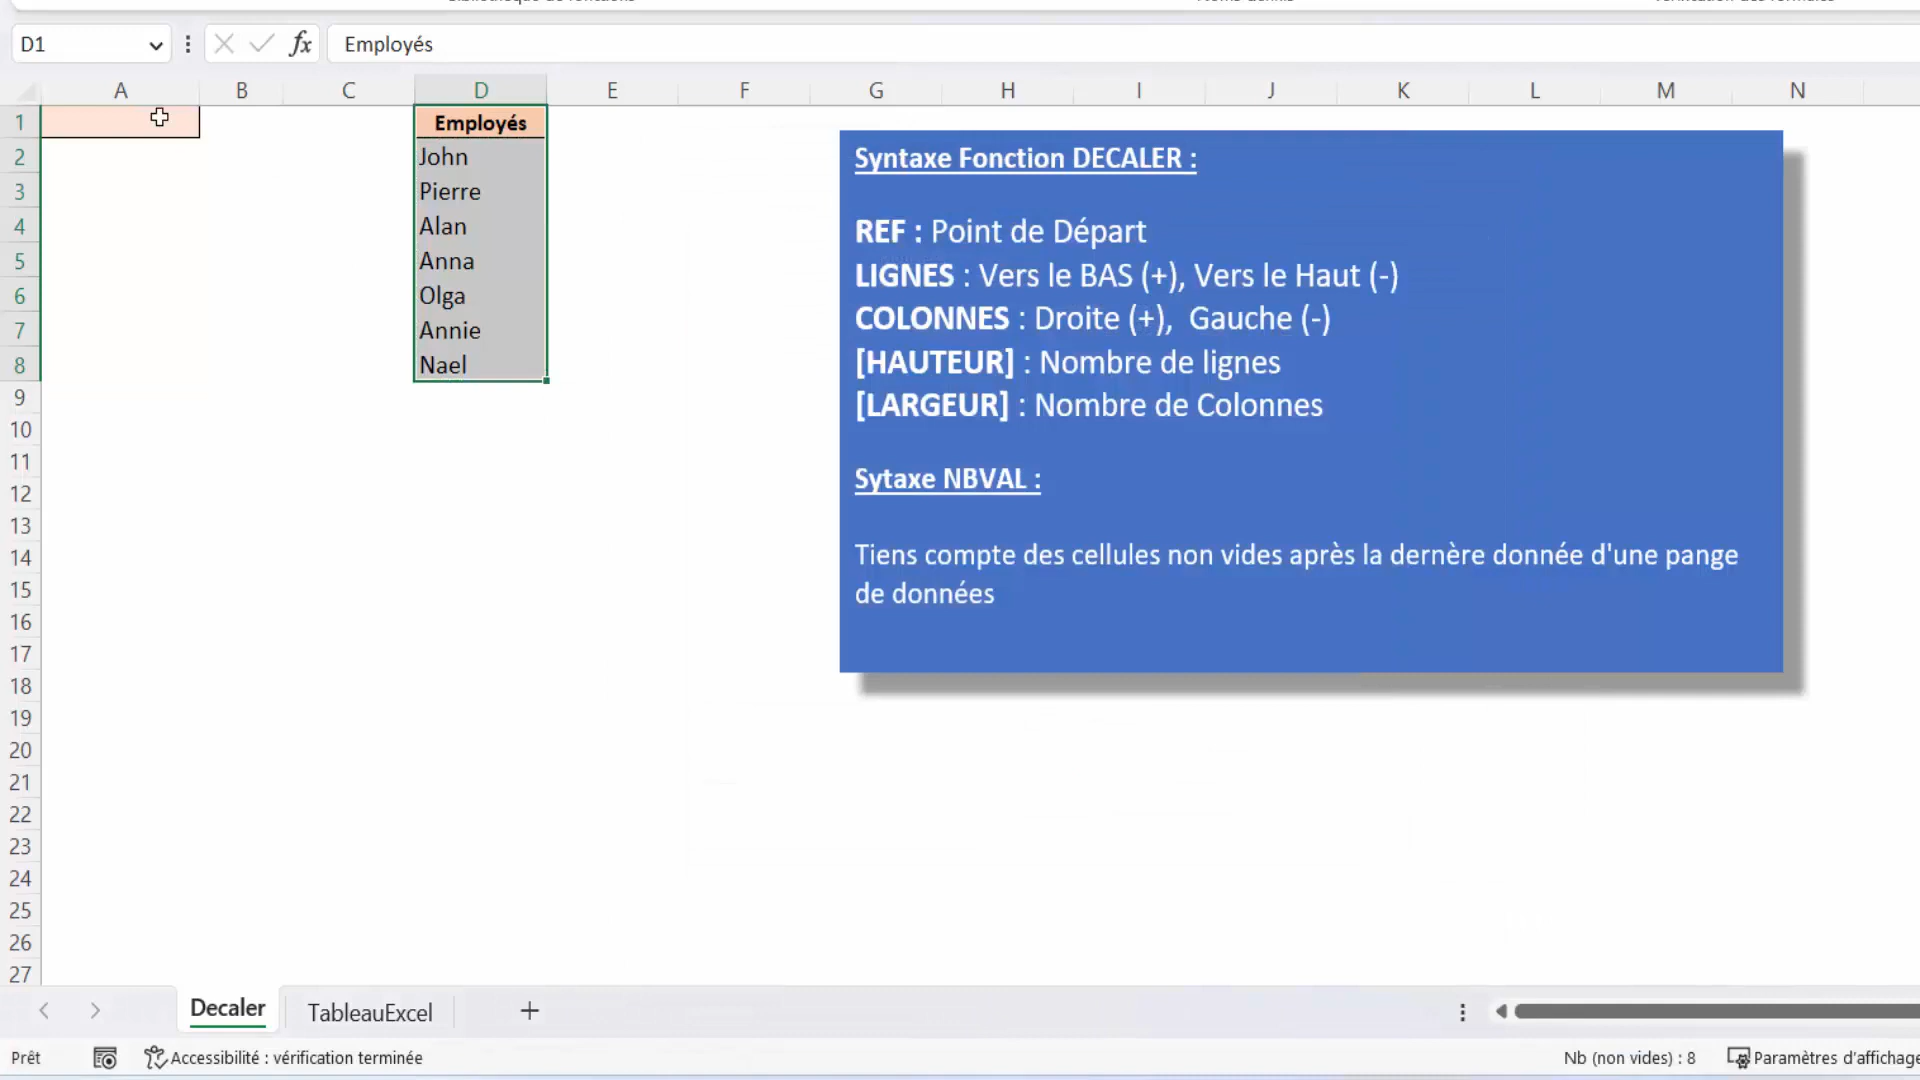 D1
fx
Employés
A B C D E F G H I J K L M N
1 Employés
2 John
3 Pierre
4 Alan
5 Anna
6 Olga
7 Annie
8 Nael
9
10
11
12
13
14
15
16
17
18
19
20
21
22
23
24
25
26
27
Syntaxe Fonction DECALER :
REF : Point de Départ
LIGNES : Vers le BAS (+), Vers le Haut (-)
COLONNES : Droite (+), Gauche (-)
[HAUTEUR] : Nombre de lignes
[LARGEUR] : Nombre de Colonnes
Sytaxe NBVAL :
Tiens compte des cellules non vides après la dernère donnée d'une pange
de données
Decaler TableauExcel
Prêt Accessibilité : vérification terminée Nb (non vides) : 8 Paramètres d'affichage